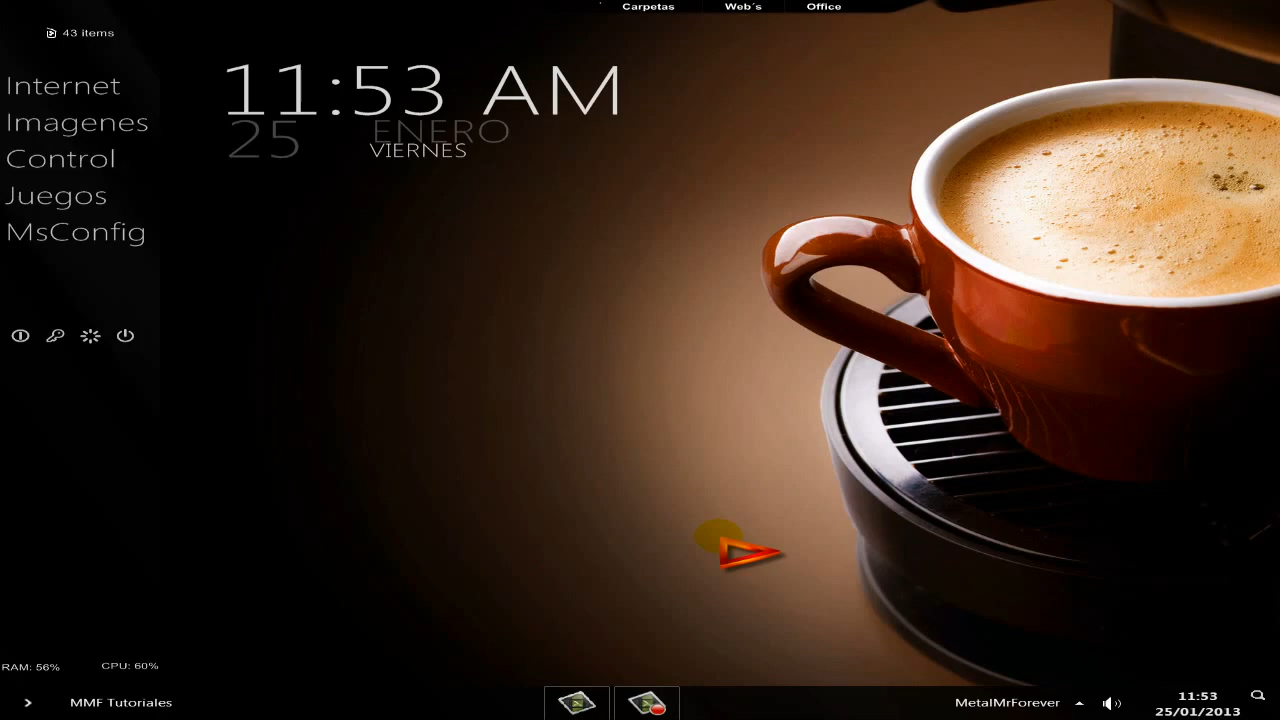 Carpetas
Web´s
Office
43 items
Internet
Imagenes
Control
Juegos
MsConfig
11:53 AM
25
ENERO
VIERNES
RAM: 56%
CPU: 60%
MMF Tutoriales
MetalMrForever
11:53
25/01/2013